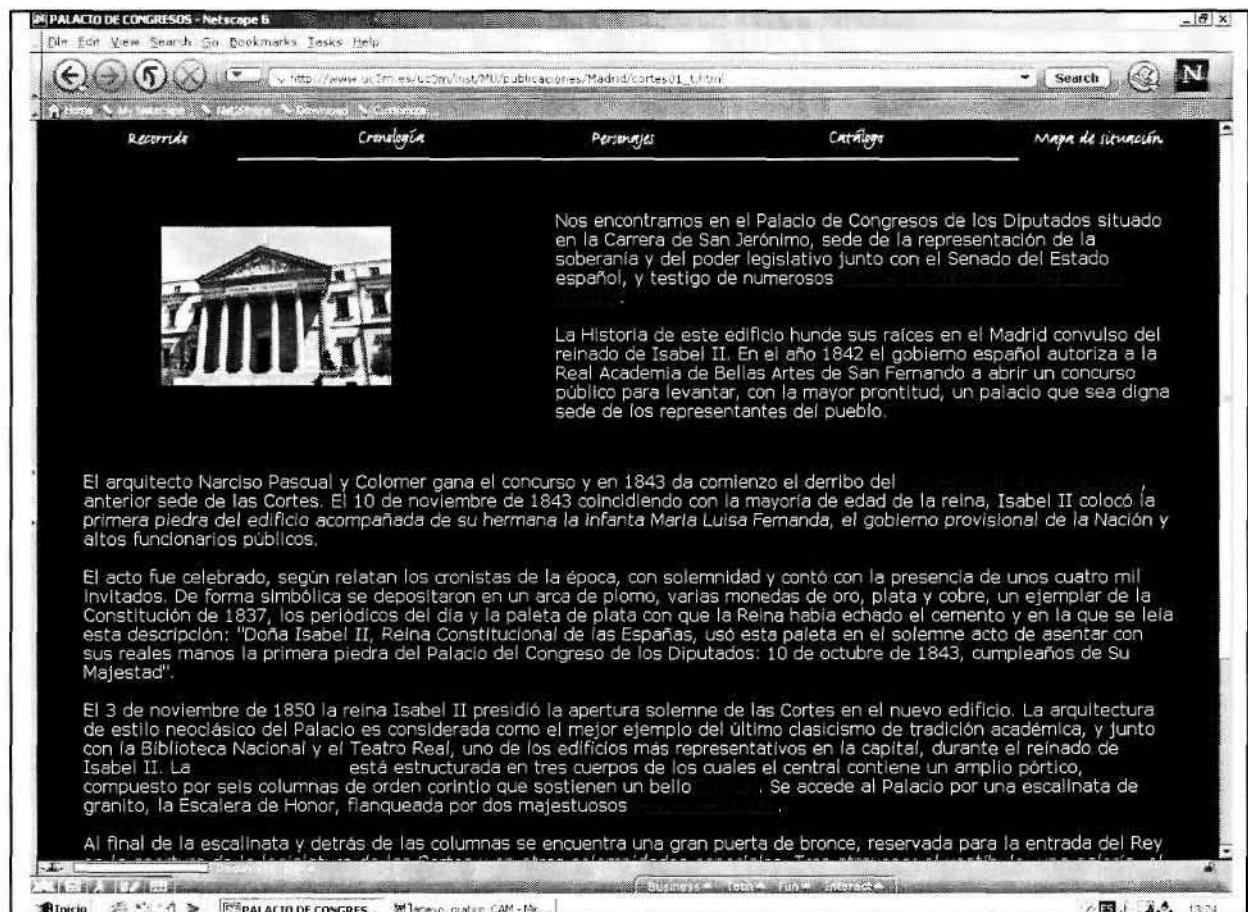 PALACIO DE CONGRESOS - Netscape 6
File Edit View Search Go Bookmarks Tasks Help
http://www.uc3m.es/uc3m/inst/MU/publicaciones/Madrid/cortes01_t.html
Search
N
Home My Netscape Download Customize
Recorrido Cronología Personajes Catálogo Mapa de situación
Nos encontramos en el Palacio de Congresos de los Diputados situado
en la Carrera de San Jerónimo, sede de la representación de la
soberanía y del poder legislativo junto con el Senado del Estado
español, y testigo de numerosos
.
La Historia de este edificio hunde sus raíces en el Madrid convulso del
reinado de Isabel II. En el año 1842 el gobierno español autoriza a la
Real Academia de Bellas Artes de San Fernando a abrir un concurso
público para levantar, con la mayor prontitud, un palacio que sea digna
sede de los representantes del pueblo.
El arquitecto Narciso Pascual y Colomer gana el concurso y en 1843 da comienzo el derribo del ,
anterior sede de las Cortes. El 10 de noviembre de 1843 coincidiendo con la mayoría de edad de la reina, Isabel II colocó la
primera piedra del edificio acompañada de su hermana la infanta María Luisa Fernanda, el gobierno provisional de la Nación y
altos funcionarios públicos.
El acto fue celebrado, según relatan los cronistas de la época, con solemnidad y contó con la presencia de unos cuatro mil
invitados. De forma simbólica se depositaron en un arca de plomo, varias monedas de oro, plata y cobre, un ejemplar de la
Constitución de 1837, los periódicos del día y la paleta de plata con que la Reina había echado el cemento y en la que se leía
esta descripción: "Doña Isabel II, Reina Constitucional de las Españas, usó esta paleta en el solemne acto de asentar con
sus reales manos la primera piedra del Palacio del Congreso de los Diputados: 10 de octubre de 1843, cumpleaños de Su
Majestad".
El 3 de noviembre de 1850 la reina Isabel II presidió la apertura solemne de las Cortes en el nuevo edificio. La arquitectura
de estilo neoclásico del Palacio es considerada como el mejor ejemplo del último clasicismo de tradición académica, y junto
con la Biblioteca Nacional y el Teatro Real, uno de los edificios más representativos en la capital, durante el reinado de
Isabel II. La está estructurada en tres cuerpos de los cuales el central contiene un amplio pórtico,
compuesto por seis columnas de orden corintio que sostienen un bello . Se accede al Palacio por una escalinata de
granito, la Escalera de Honor, flanqueada por dos majestuosos .
Al final de la escalinata y detrás de las columnas se encuentra una gran puerta de bronce, reservada para la entrada del Rey
Business Tech Fun Interact
Inicio PALACIO DE CONGRES... ES 13:24